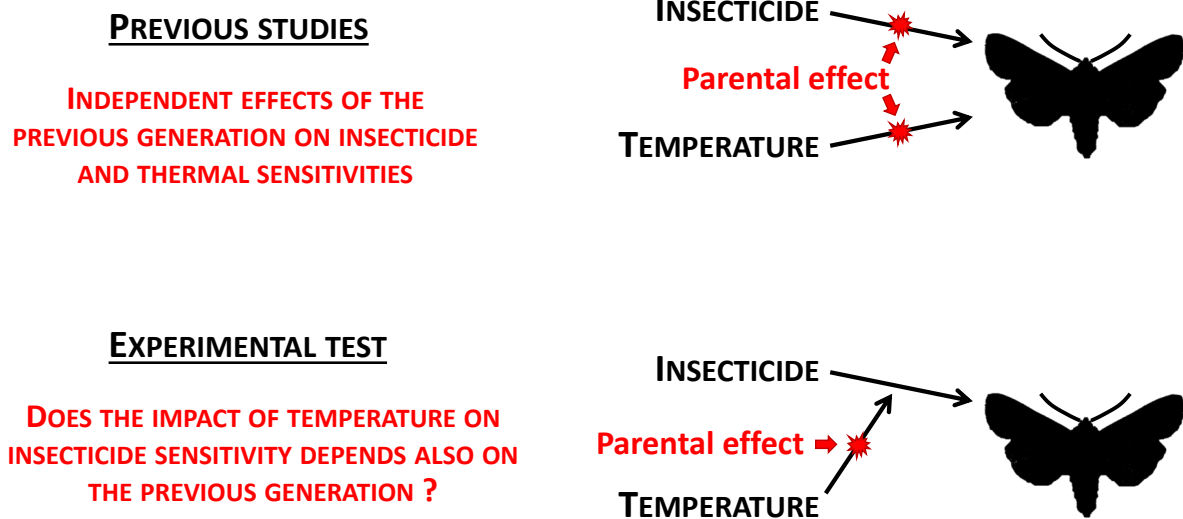 PREVIOUS STUDIES
INDEPENDENT EFFECTS OF THE
PREVIOUS GENERATION ON INSECTICIDE
AND THERMAL SENSITIVITIES
INSECTICIDE
Parental effect
TEMPERATURE
EXPERIMENTAL TEST
DOES THE IMPACT OF TEMPERATURE ON
INSECTICIDE SENSITIVITY DEPENDS ALSO ON
THE PREVIOUS GENERATION ?
INSECTICIDE
Parental effect
TEMPERATURE